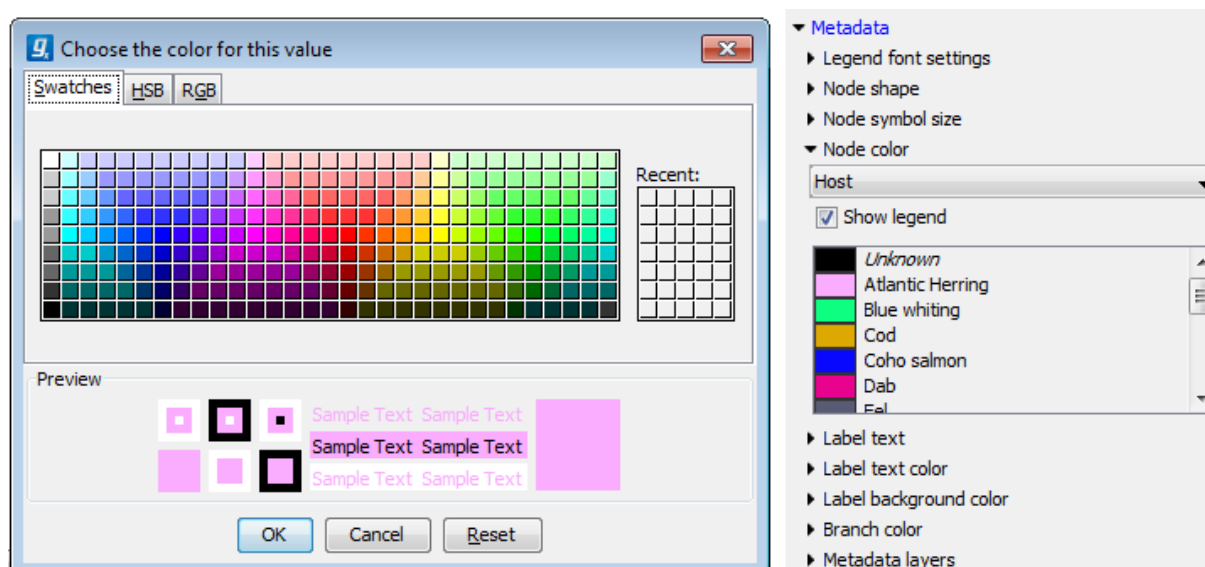 Choose the color for this value
Swatches HSB RGB
Recent:
Preview
Sample Text Sample Text
Sample Text Sample Text
Sample Text Sample Text
OK Cancel Reset
Metadata
Legend font settings
Node shape
Node symbol size
Node color
Host
Show legend
Unknown
Atlantic Herring
Blue whiting
Cod
Coho salmon
Dab
Eel
Label text
Label text color
Label background color
Branch color
Metadata layers